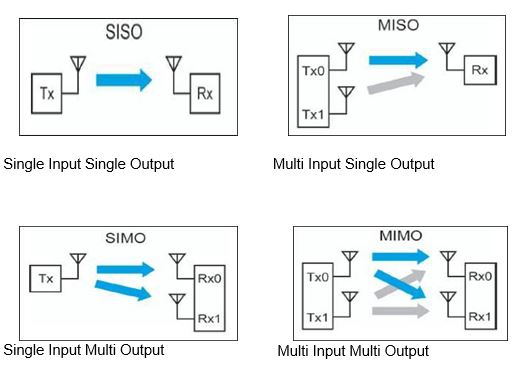 SISO
Tx
Rx
Single Input Single Output
MISO
Tx0
Rx
Tx1
Multi Input Single Output
SIMO
Tx
Rx0
Rx1
Single Input Multi Output
MIMO
Tx0
Rx0
Tx1
Rx1
Multi Input Multi Output